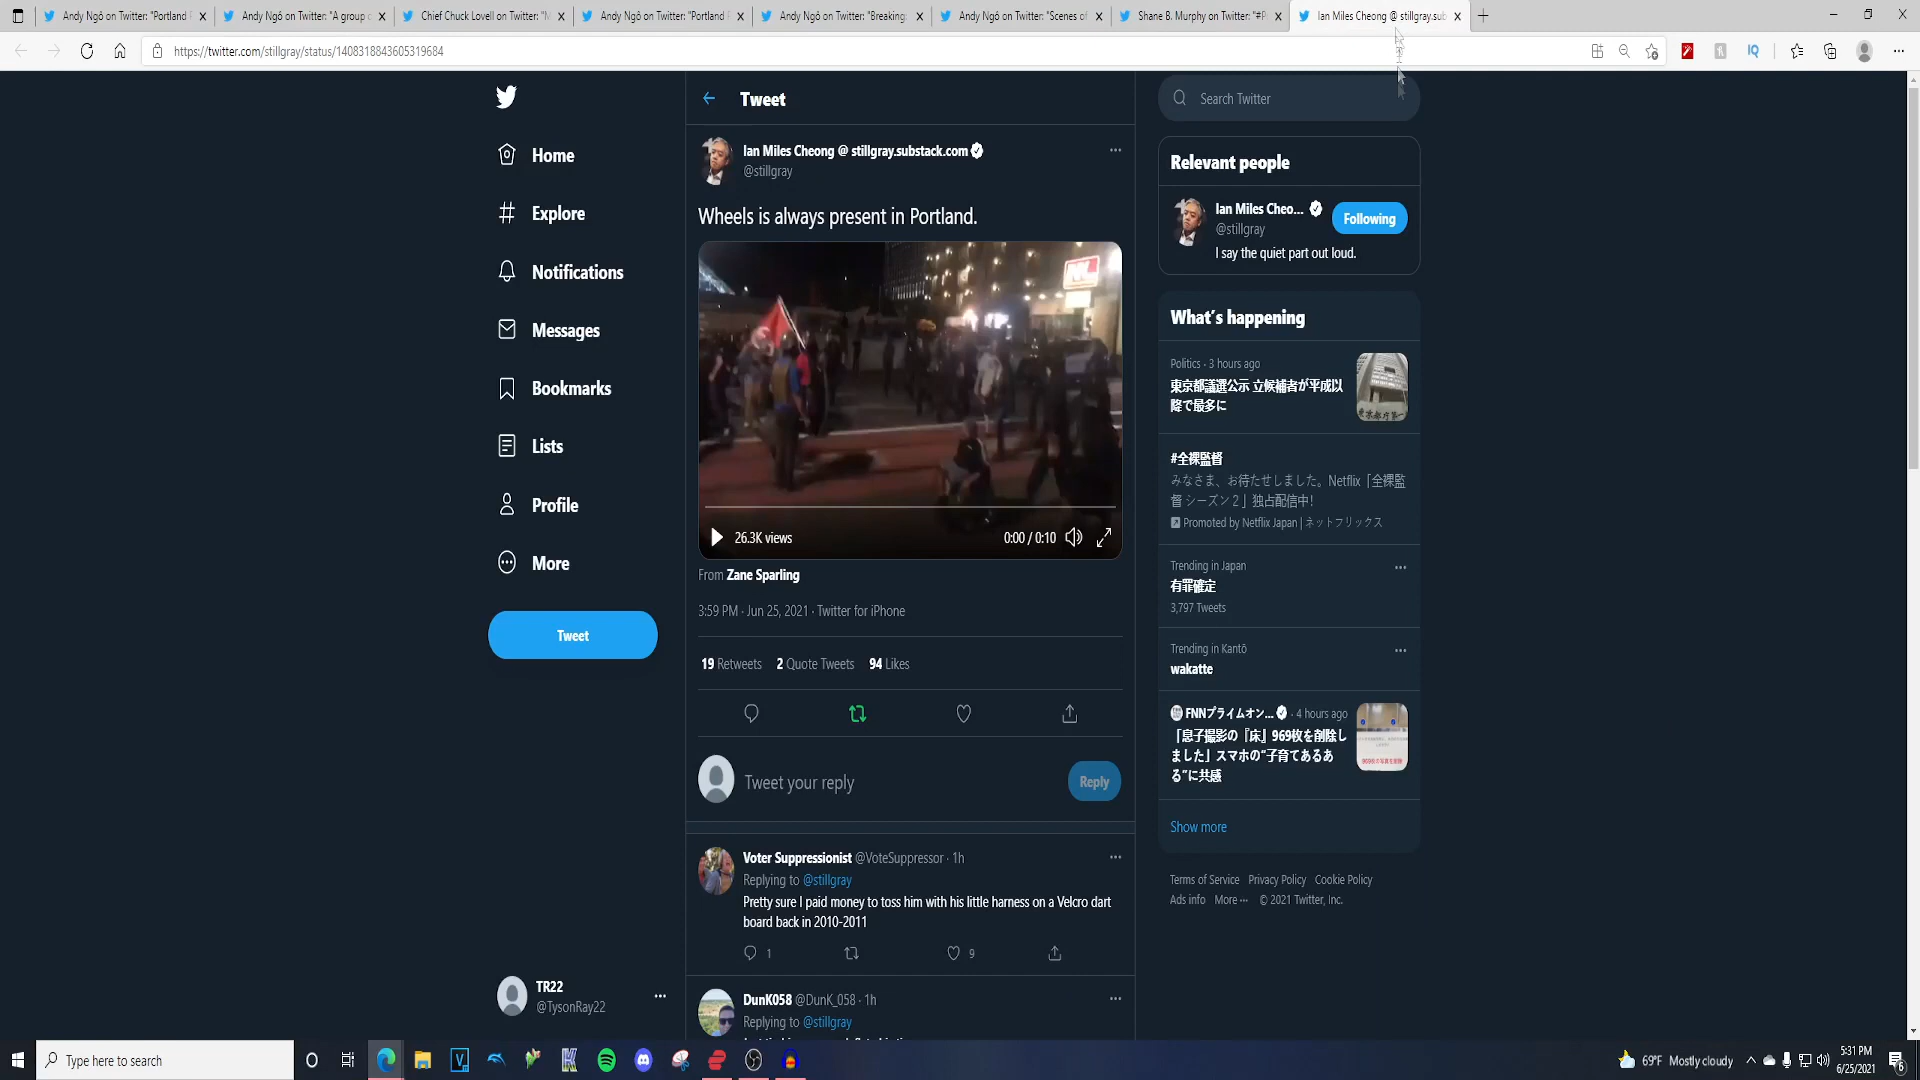 Andy Ngô on Twitter: "Portland
Andy Ngô on Twitter: "A group
Chief Chuck Lovell on Twitter:
Andy Ngô on Twitter: "Portland
Andy Ngô on Twitter: "Breaking:
Andy Ngô on Twitter: "Scenes of
Shane B. Murphy on Twitter:
Ian Miles Cheong @ stillgray.sub
https://twitter.com/stillgray/status/1408318843605319684
Home
Explore
Notifications
Messages
Bookmarks
Lists
Profile
More
Tweet
TR22
@TysonRay22
Tweet
Ian Miles Cheong @ stillgray.substack.com
@stillgray
Wheels is always present in Portland.
26.3K views
0:00 / 0:10
From Zane Sparling
3:59 PM · Jun 25, 2021 · Twitter for iPhone
19 Retweets 2 Quote Tweets 94 Likes
Tweet your reply
Reply
Voter Suppressionist @VoteSuppressor · 1h
Replying to @stillgray
Pretty sure I paid money to toss him with his little harness on a Velcro dart
board back in 2010-2011
1
9
DunK058 @DunK_058 · 1h
Replying to @stillgray
Search Twitter
Relevant people
Ian Miles Cheo...
@stillgray
Following
I say the quiet part out loud.
What's happening
Politics · 3 hours ago
東京都議選公示 立候補者が平成以
降で最多に
#全裸監督
みなさま、お待たせしました。Netflix「全裸監
督 シーズン２」独占配信中!
Promoted by Netflix Japan | ネットフリックス
Trending in Japan
有罪確定
3,797 Tweets
Trending in Kantō
wakatte
FNNプライムオン... · 4 hours ago
「息子撮影の『床』969枚を削除し
ました」スマホの“子育てあるあ
る”に共感
Show more
Terms of Service Privacy Policy Cookie Policy
Ads info More ··· © 2021 Twitter, Inc.
Type here to search
69°F Mostly cloudy
5:31 PM
6/25/2021